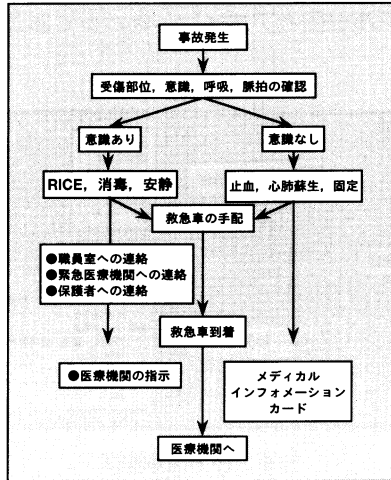 事故発生
受傷部位，意識，呼吸，脈拍の確認
意識あり
意識なし
RICE，消毒，安静
止血，心肺蘇生，固定
救急車の手配
●職員室への連絡
●緊急医療機関への連絡
●保護者への連絡
救急車到着
●医療機関の指示
メディカル
インフォメーション
カード
医療機関へ